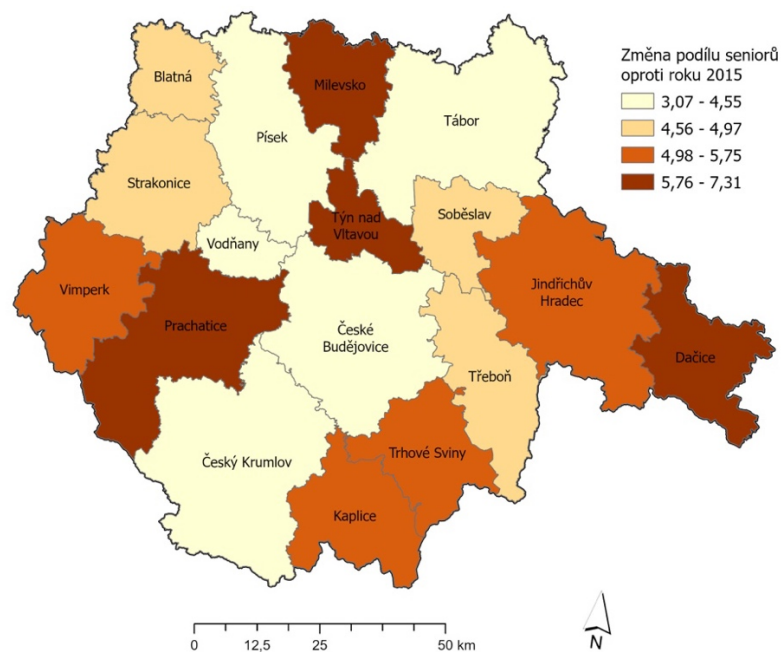 Změna podílu seniorů
oproti roku 2015
3,07 - 4,55
4,56 - 4,97
4,98 - 5,75
5,76 - 7,31
Blatná
Milevsko
Písek
Tábor
Strakonice
Soběslav
Týn nad
Vltavou
Vodňany
Vimperk
Jindřichův
Hradec
Prachatice
České
Budějovice
Dačice
Třeboň
Trhové Sviny
Český Krumlov
Kaplice
0 12,5 25 50 km
N